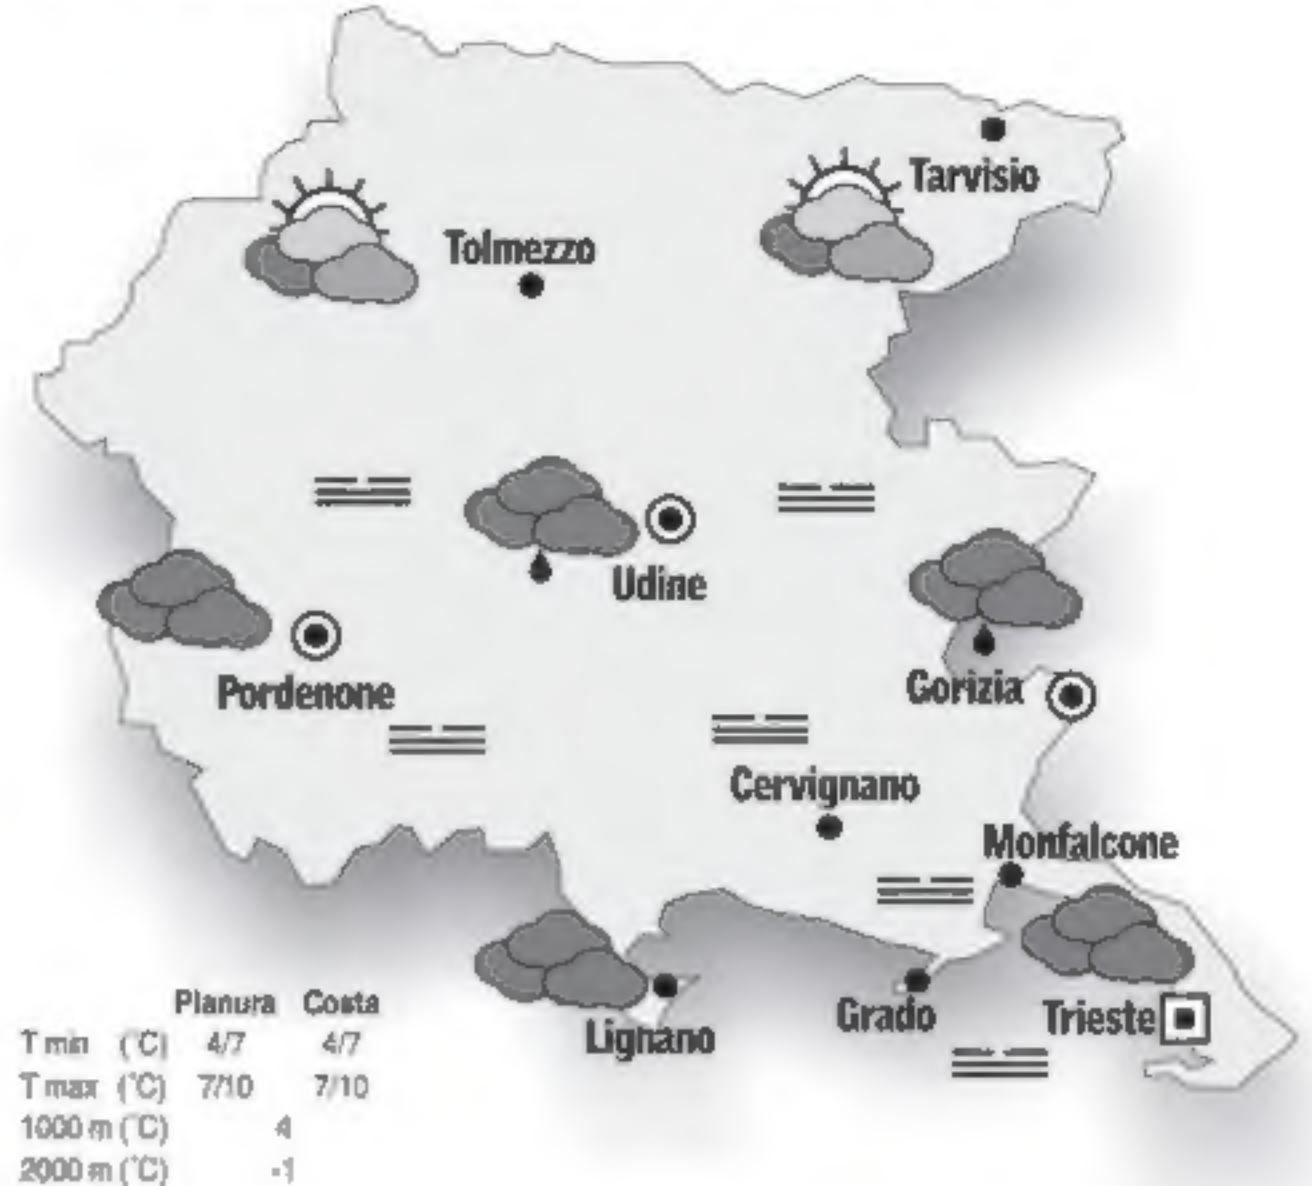 Tarvisio
Tolmezzo
Udine
Pordenone
Gorizia
Cervignano
Monfalcone
Lignano
Grado
Trieste
Pianura Costa
T min (°C) 4/7 4/7
T max (°C) 7/10 7/10
1000 m (°C) 4
2000 m (°C) -1